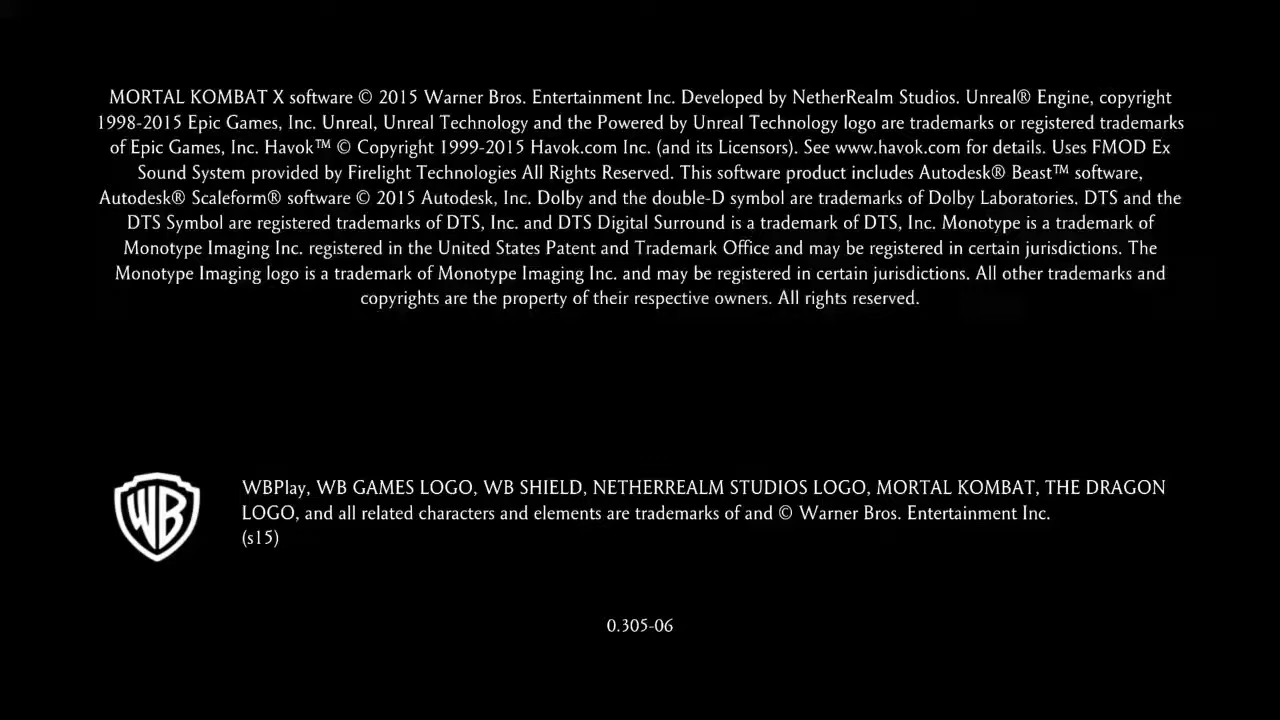 MORTAL KOMBAT X software © 2015 Warner Bros. Entertainment Inc. Developed by NetherRealm Studios. Unreal® Engine, copyright
1998-2015 Epic Games, Inc. Unreal, Unreal Technology and the Powered by Unreal Technology logo are trademarks or registered trademarks
of Epic Games, Inc. Havok™ © Copyright 1999-2015 Havok.com Inc. (and its Licensors). See www.havok.com for details. Uses FMOD Ex
Sound System provided by Firelight Technologies All Rights Reserved. This software product includes Autodesk® Beast™ software,
Autodesk® Scaleform® software © 2015 Autodesk, Inc. Dolby and the double-D symbol are trademarks of Dolby Laboratories. DTS and the
DTS Symbol are registered trademarks of DTS, Inc. and DTS Digital Surround is a trademark of DTS, Inc. Monotype is a trademark of
Monotype Imaging Inc. registered in the United States Patent and Trademark Office and may be registered in certain jurisdictions. The
Monotype Imaging logo is a trademark of Monotype Imaging Inc. and may be registered in certain jurisdictions. All other trademarks and
copyrights are the property of their respective owners. All rights reserved.
WB
WBPlay, WB GAMES LOGO, WB SHIELD, NETHERREALM STUDIOS LOGO, MORTAL KOMBAT, THE DRAGON
LOGO, and all related characters and elements are trademarks of and © Warner Bros. Entertainment Inc.
(s15)
0.305-06